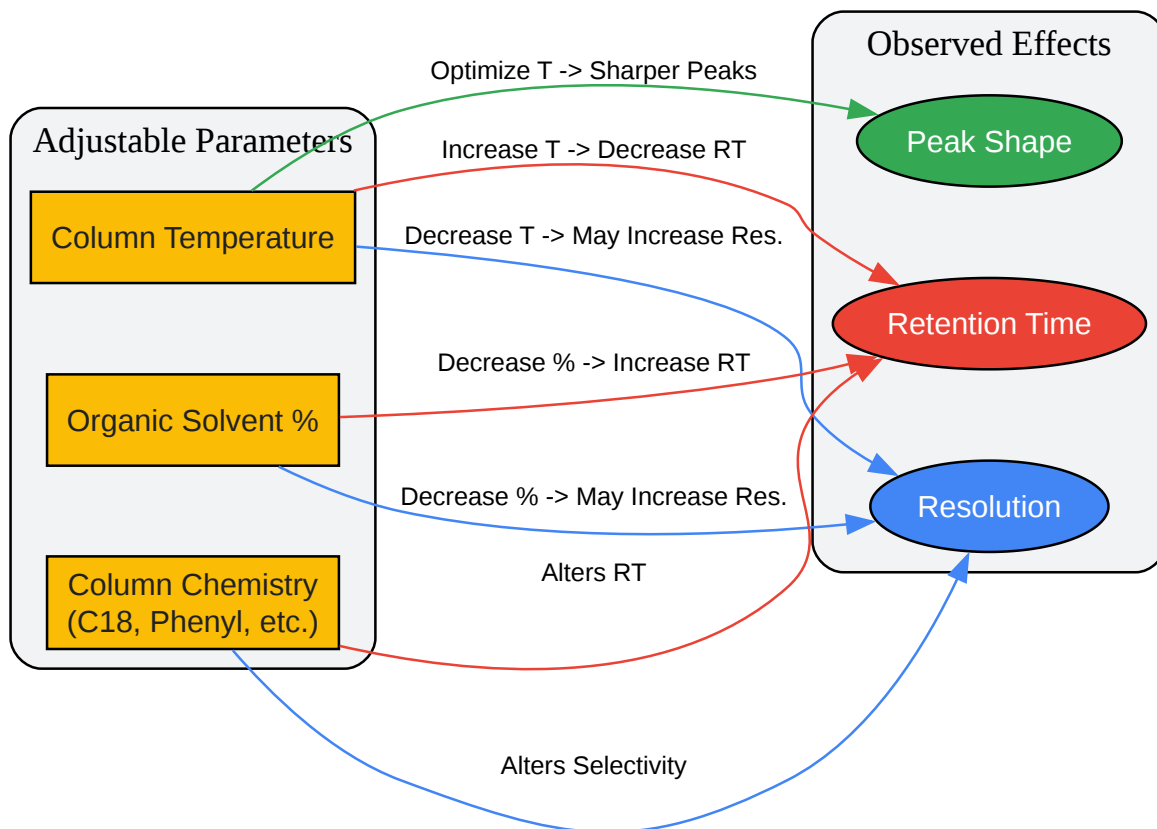 Observed Effects
Optimize T -> Sharper Peaks
Peak Shape
Adjustable Parameters
Increase T -> Decrease RT
Column Temperature
Decrease T -> May Increase Res.
Retention Time
Decrease % -> Increase RT
Organic Solvent %
Decrease % -> May Increase Res.
Resolution
Column Chemistry
(C18, Phenyl, etc.)
Alters RT
Alters Selectivity